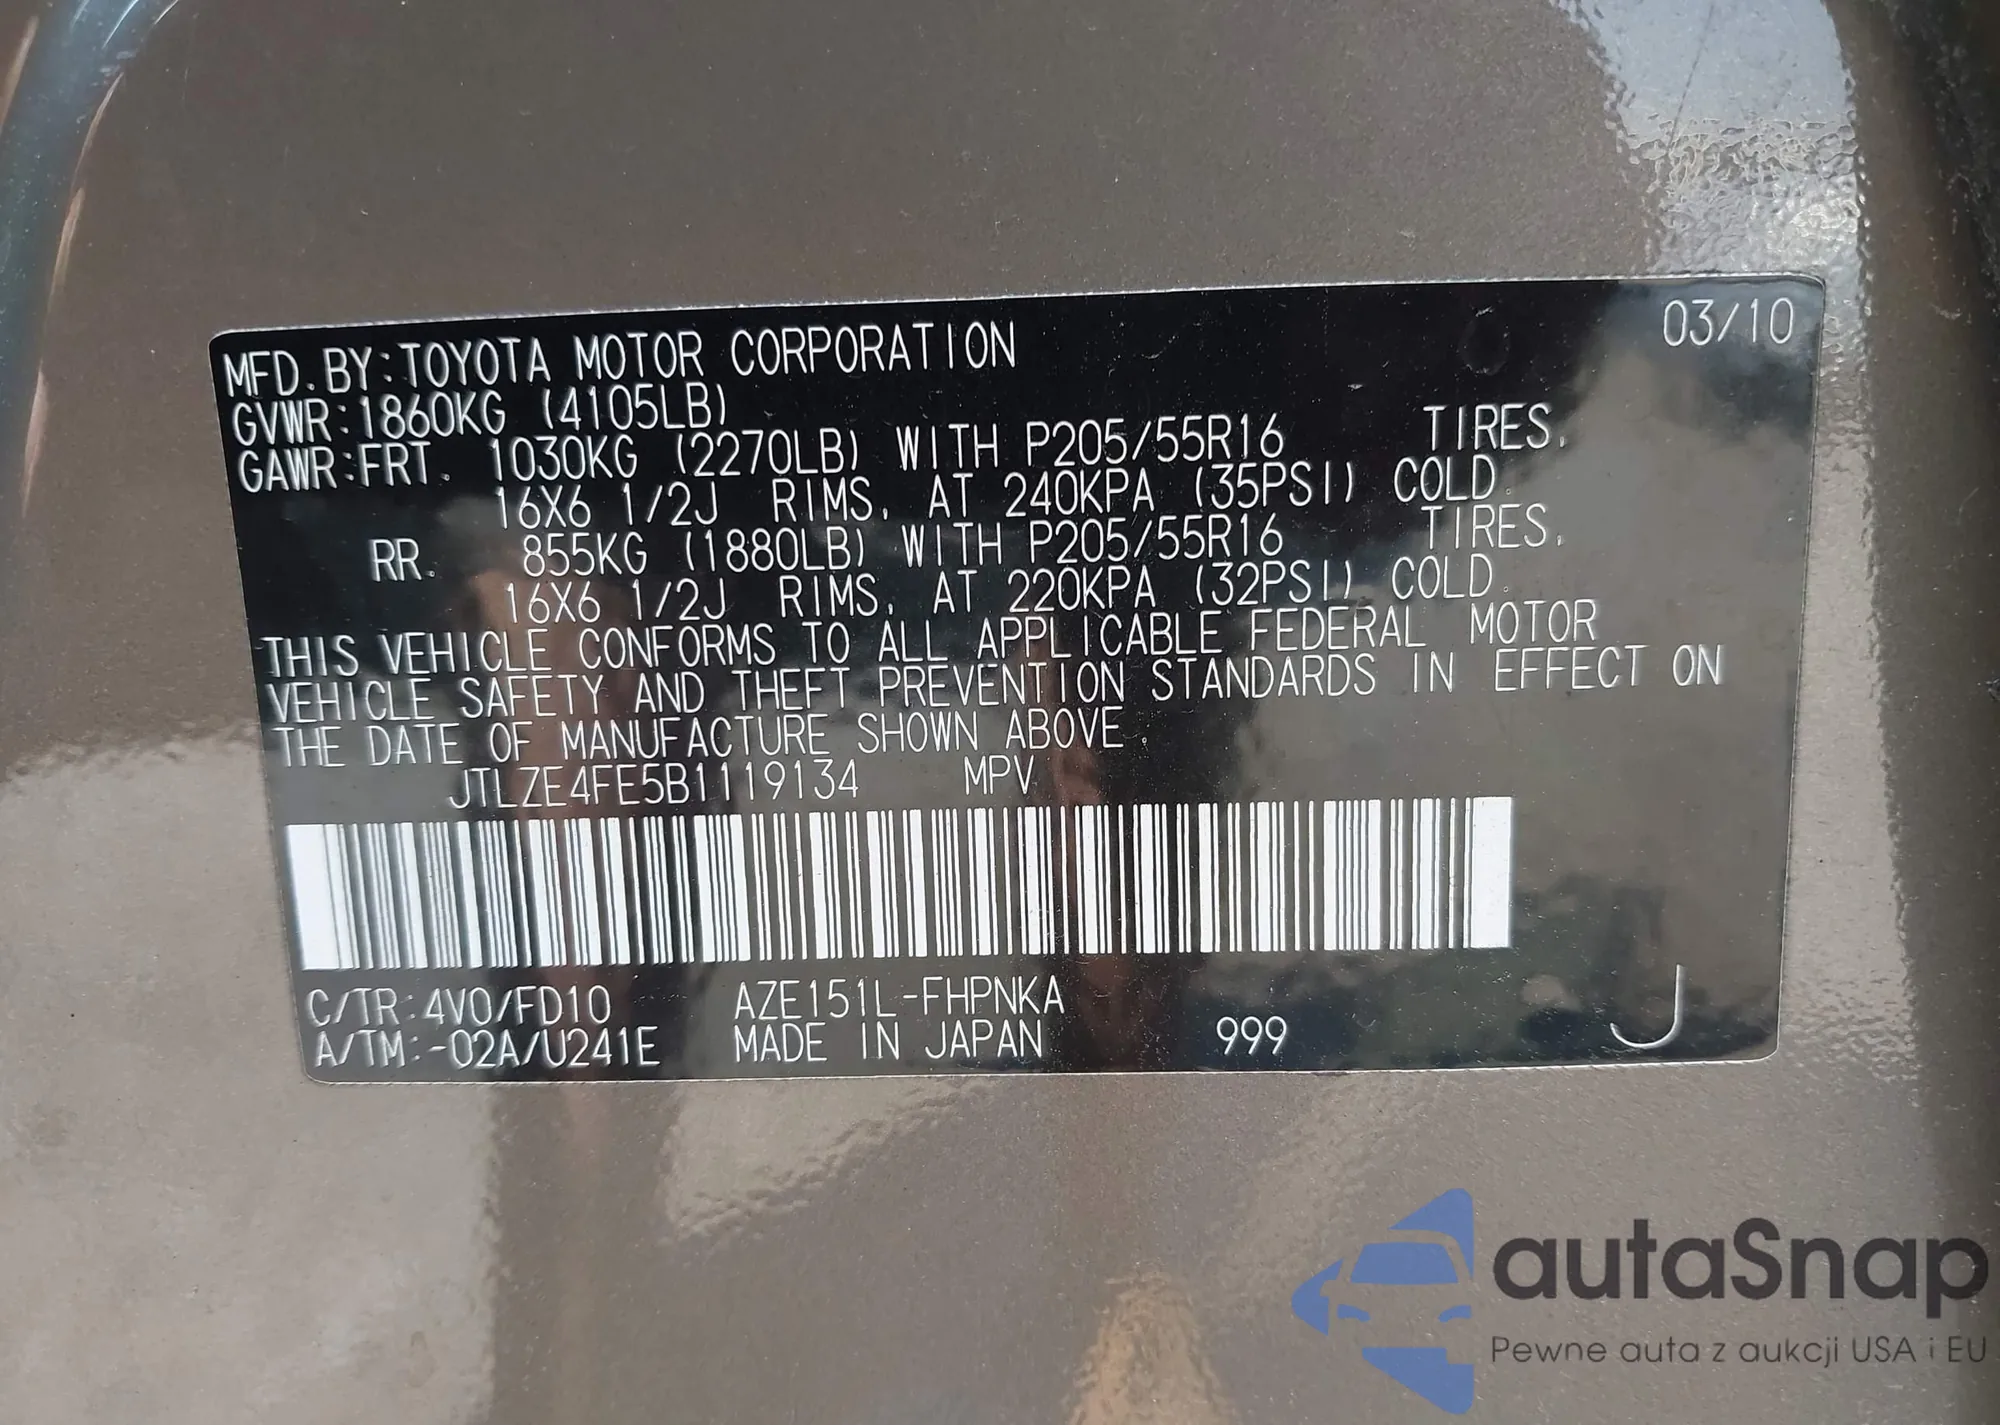 03/10
MFD. BY:TOYOTA MOTOR CORPORATION
GVWR:1860KG (4105LB)
GAWR:FRT. 1030KG (2270LB) WITH P205/55R16 TIRES,
16X6 1/2J RIMS, AT 240KPA (35PSI) COLD.
RR. 855KG (1880LB) WITH P205/55R16 TIRES,
16X6 1/2J RIMS, AT 220KPA (32PSI) COLD.
THIS VEHICLE CONFORMS TO ALL APPLICABLE FEDERAL MOTOR
VEHICLE SAFETY AND THEFT PREVENTION STANDARDS IN EFFECT ON
THE DATE OF MANUFACTURE SHOWN ABOVE.
JTLZE4FE5B1119134 MPV
C/TR:4V0/FD10 AZE151L-FHPNKA
A/TM:-02A/U241E MADE IN JAPAN 999 J
autaSnap
Pewne auta z aukcji USA i EU